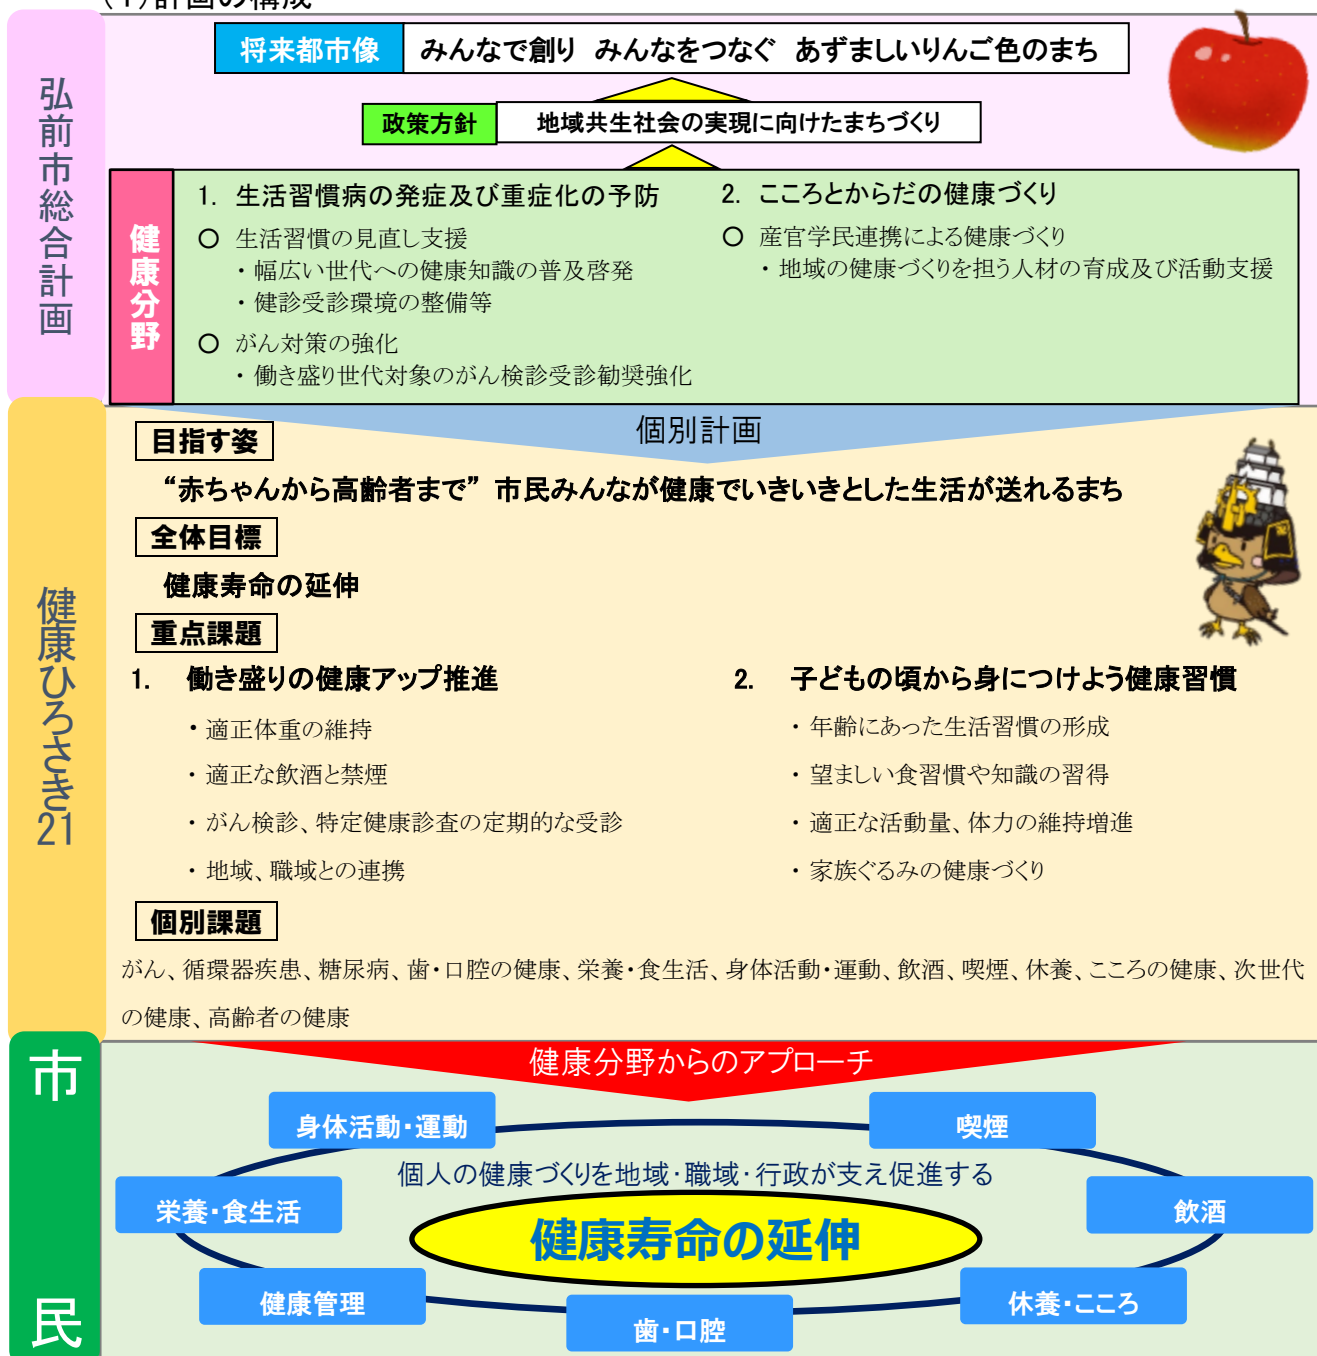 (1)計画の構成
弘前市総合計画
将来都市像
みんなで創り みんなをつなぐ あずましいりんご色のまち
政策方針
地域共生社会の実現に向けたまちづくり
健康分野
1. 生活習慣病の発症及び重症化の予防
○ 生活習慣の見直し支援
・幅広い世代への健康知識の普及啓発
・健診受診環境の整備等
○ がん対策の強化
・働き盛り世代対象のがん検診受診勧奨強化
2. こころとからだの健康づくり
○ 産官学民連携による健康づくり
・地域の健康づくりを担う人材の育成及び活動支援
健康ひろさき21
個別計画
目指す姿
“赤ちゃんから高齢者まで” 市民みんなが健康でいきいきとした生活が送れるまち
全体目標
健康寿命の延伸
重点課題
1. 働き盛りの健康アップ推進
・適正体重の維持
・適正な飲酒と禁煙
・がん検診、特定健康診査の定期的な受診
・地域、職域との連携
2. 子どもの頃から身につけよう健康習慣
・年齢にあった生活習慣の形成
・望ましい食習慣や知識の習得
・適正な活動量、体力の維持増進
・家族ぐるみの健康づくり
個別課題
がん、循環器疾患、糖尿病、歯・口腔の健康、栄養・食生活、身体活動・運動、飲酒、喫煙、休養、こころの健康、次世代
の健康、高齢者の健康
市民
健康分野からのアプローチ
身体活動・運動
喫煙
個人の健康づくりを地域・職域・行政が支え促進する
栄養・食生活
飲酒
健康寿命の延伸
健康管理
休養・こころ
歯・口腔